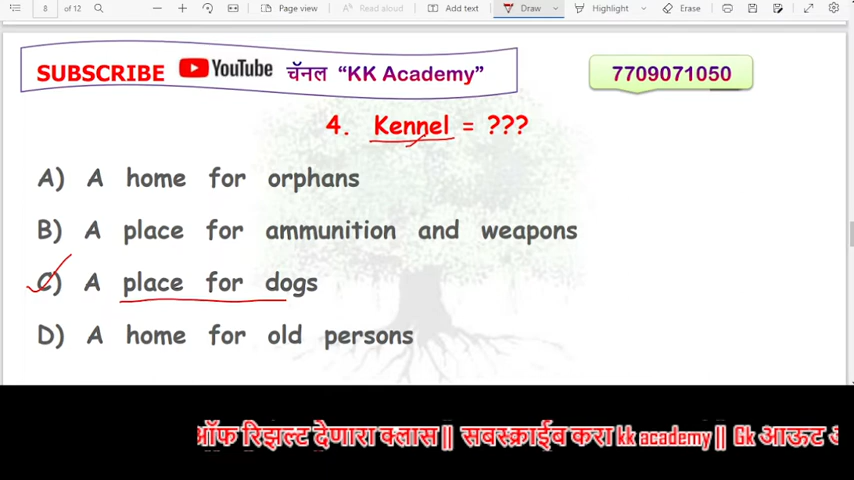 8 of 12 Page view Read aloud Add text Draw Highlight Erase
SUBSCRIBE YouTube चॅनल “KK Academy”
7709071050
4. Kennel = ???
A) A home for orphans
B) A place for ammunition and weapons
C) A place for dogs
D) A home for old persons
ऑफ रिझल्ट देणारा क्लास || सबस्क्राईब करा kk academy || Gk आऊट